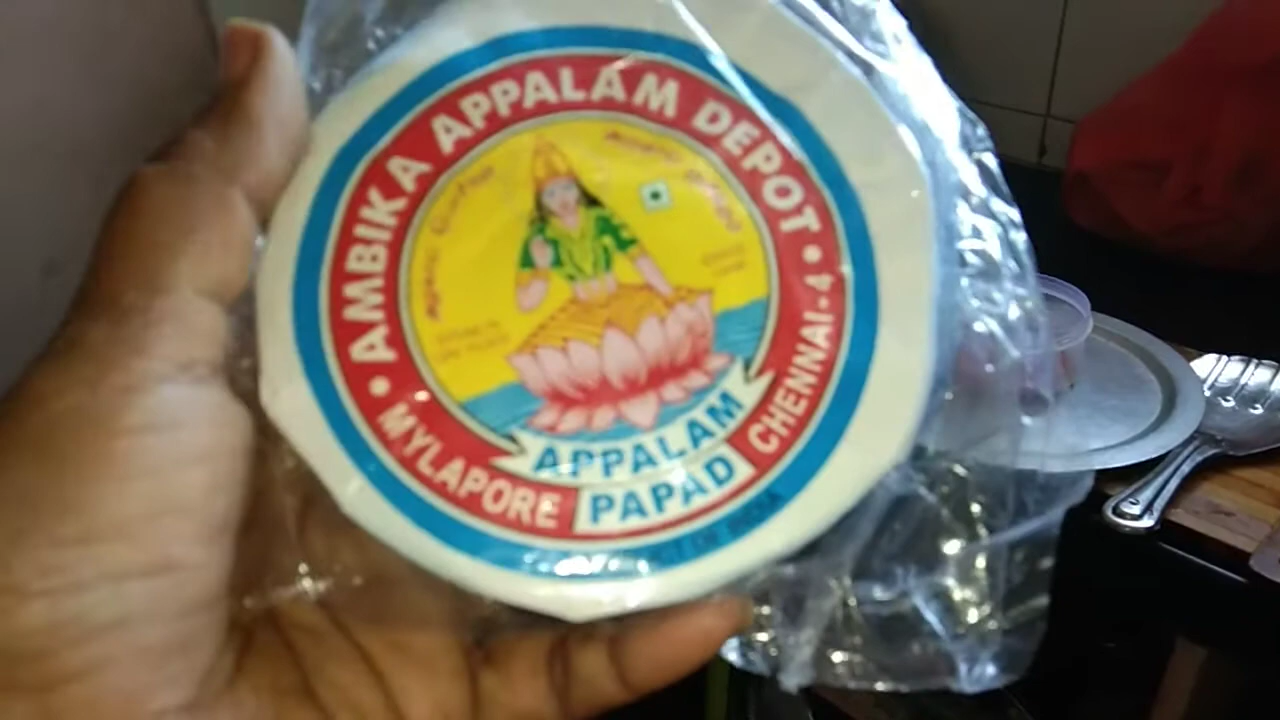 AMBIKA APPALAM DEPOT
MYLAPORE
CHENNAI-4
APPALAM
PAPAD